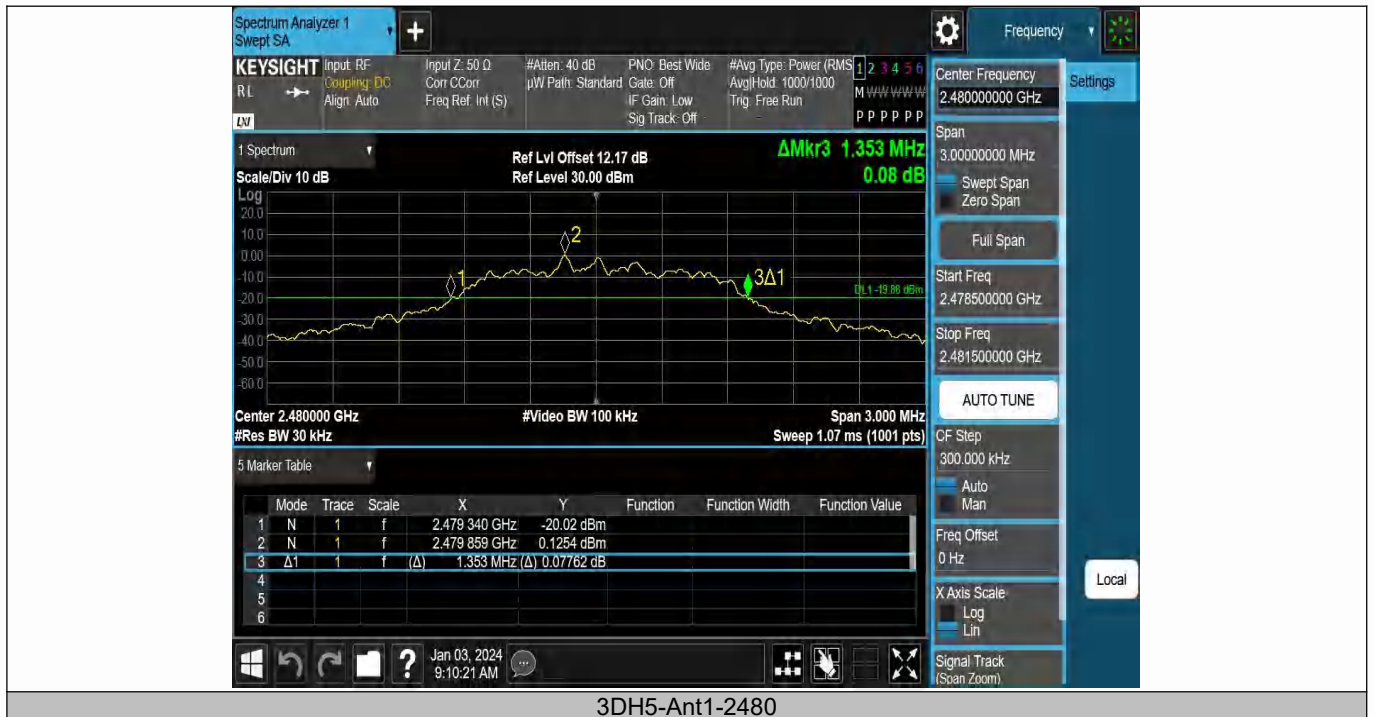 Spectrum Analyzer 1
Swept SA
+
Frequency
KEYSIGHT
RL
LXI
Input: RF
Coupling: DC
Align: Auto
Input Z: 50 Ω
Corr CCorr
Freq Ref: Int (S)
#Atten: 40 dB
µW Path: Standard
PNO: Best Wide
Gate: Off
IF Gain: Low
Sig Track: Off
#Avg Type: Power (RMS
Avg|Hold: 1000/1000
Trig: Free Run
1 2 3 4 5 6
M W W W W W
P P P P P P
Center Frequency
2.480000000 GHz
Settings
Span
3.00000000 MHz
Swept Span
Zero Span
Full Span
Start Freq
2.478500000 GHz
Stop Freq
2.481500000 GHz
AUTO TUNE
CF Step
300.000 kHz
Auto
Man
Freq Offset
0 Hz
X Axis Scale
Log
Lin
Signal Track
(Span Zoom)
Local
1 Spectrum
Scale/Div 10 dB
Ref Lvl Offset 12.17 dB
Ref Level 30.00 dBm
ΔMkr3 1.353 MHz
0.08 dB
Log
20.0
10.0
0.00
-10.0
-20.0
-30.0
-40.0
-50.0
-60.0
1
2
3Δ1
DL1 -19.88 dBm
Center 2.480000 GHz
#Video BW 100 kHz
Span 3.000 MHz
#Res BW 30 kHz
Sweep 1.07 ms (1001 pts)
5 Marker Table
Mode Trace Scale X Y Function Function Width Function Value
1 N 1 f 2.479 340 GHz -20.02 dBm
2 N 1 f 2.479 859 GHz 0.1254 dBm
3 Δ1 1 f (Δ) 1.353 MHz (Δ) 0.07762 dB
4
5
6
?
Jan 03, 2024
9:10:21 AM
3DH5-Ant1-2480